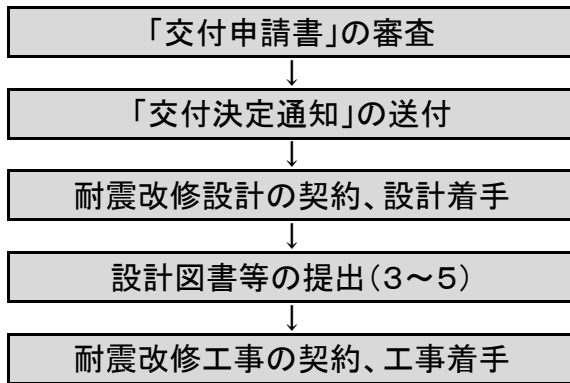 「交付申請書」の審査
↓
「交付決定通知」の送付
↓
耐震改修設計の契約、設計着手
↓
設計図書等の提出(3～5)
↓
耐震改修工事の契約、工事着手